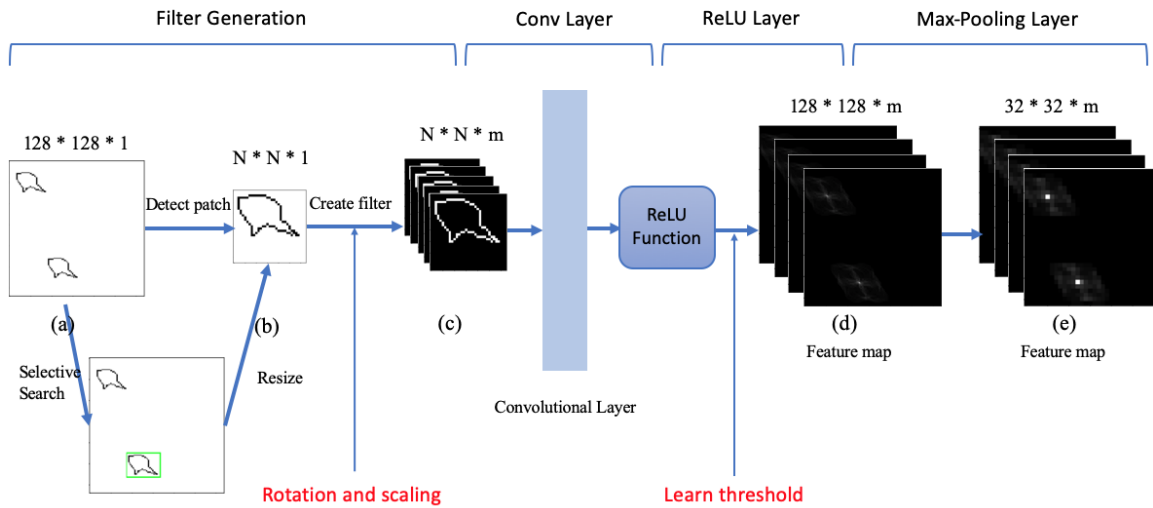 Filter Generation
Conv Layer
ReLU Layer
Max-Pooling Layer
128 * 128 * 1
N * N * 1
N * N * m
128 * 128 * m
32 * 32 * m
Detect patch
Create filter
ReLU
Function
(a)
(b)
(c)
(d)
(e)
Feature map
Feature map
Selective
Search
Resize
Convolutional Layer
Rotation and scaling
Learn threshold